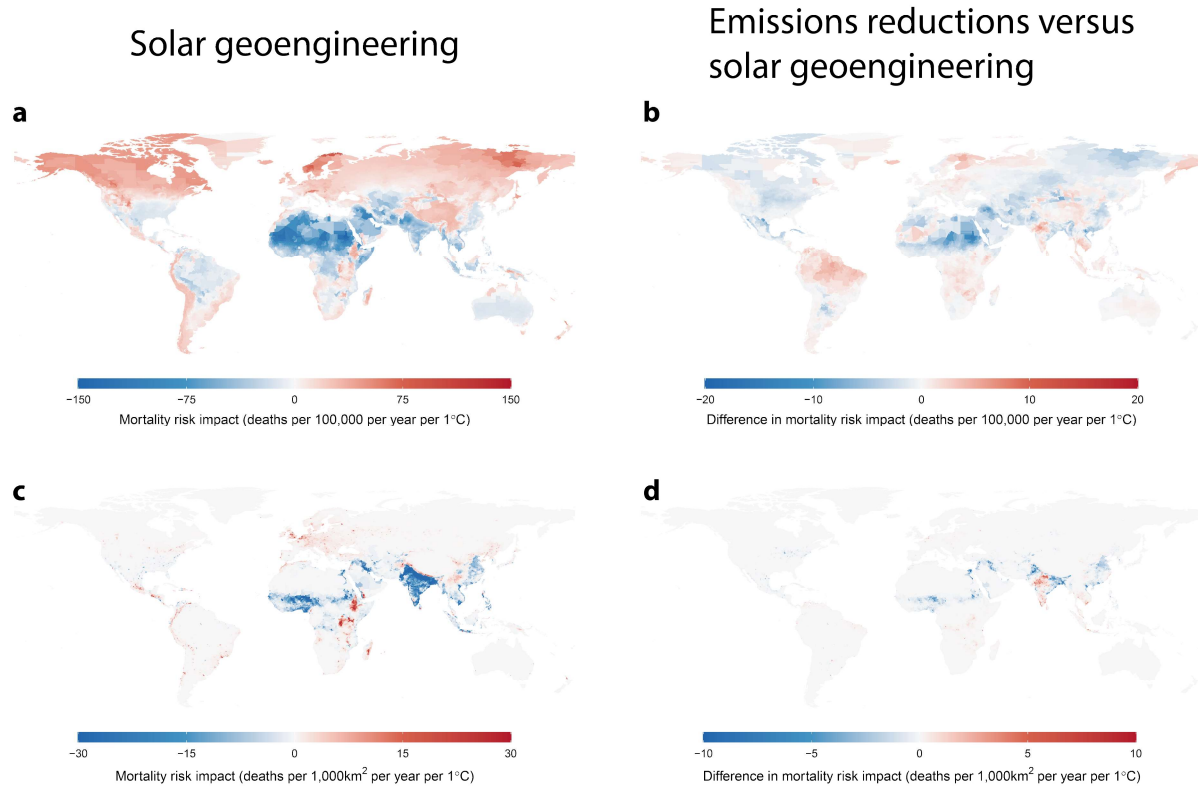 Solar geoengineering
Emissions reductions versus
solar geoengineering
a
−150 −75 0 75 150
Mortality risk impact (deaths per 100,000 per year per 1°C)
b
−20 −10 0 10 20
Difference in mortality risk impact (deaths per 100,000 per year per 1°C)
c
−30 −15 0 15 30
Mortality risk impact (deaths per 1,000km² per year per 1°C)
d
−10 −5 0 5 10
Difference in mortality risk impact (deaths per 1,000km² per year per 1°C)